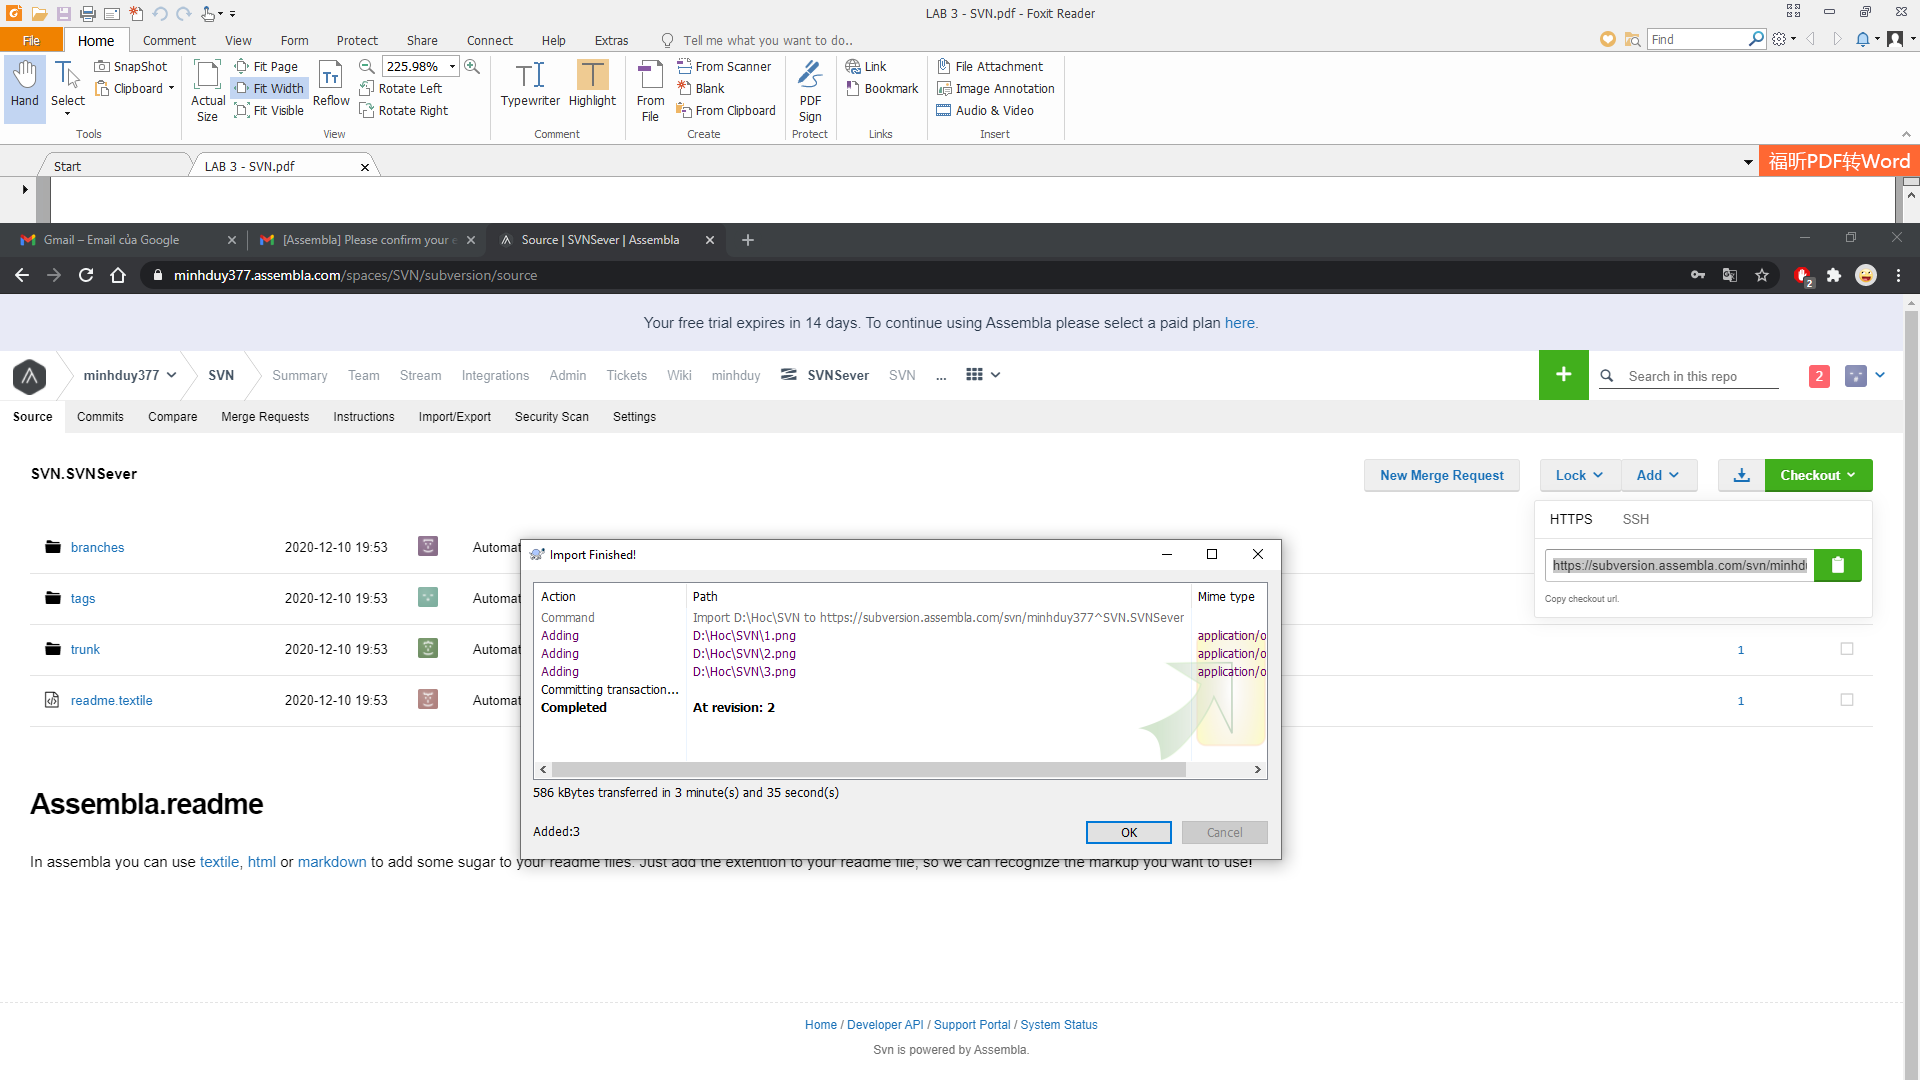 LAB 3 - SVN.pdf - Foxit Reader
File Home Comment View Form Protect Share Connect Help Extras Tell me what you want to do.. Find
Hand
Select
SnapShot
Clipboard
Tools
Actual Size
Fit Page
Fit Width
Fit Visible
Reflow
225.98%
Rotate Left
Rotate Right
View
Typewriter
Highlight
Comment
From File
From Scanner
Blank
From Clipboard
Create
PDF Sign
Protect
Link
Bookmark
Links
File Attachment
Image Annotation
Audio & Video
Insert
Start LAB 3 - SVN.pdf 福昕PDF转Word
Gmail – Email của Google [Assembla] Please confirm your e Source | SVNSever | Assembla
minhduy377.assembla.com/spaces/SVN/subversion/source 2
Your free trial expires in 14 days. To continue using Assembla please select a paid plan here.
minhduy377 SVN Summary Team Stream Integrations Admin Tickets Wiki minhduy SVNSever SVN ... Search in this repo 2
Source Commits Compare Merge Requests Instructions Import/Export Security Scan Settings
SVN.SVNSever New Merge Request Lock Add Checkout
HTTPS SSH
https://subversion.assembla.com/svn/minhd
Copy checkout url.
branches 2020-12-10 19:53 Automat
tags 2020-12-10 19:53 Automat
trunk 2020-12-10 19:53 Automat 1
readme.textile 2020-12-10 19:53 Automat 1
Import Finished!
Action Path Mime type
Command Import D:\Hoc\SVN to https://subversion.assembla.com/svn/minhduy377^SVN.SVNSever
Adding D:\Hoc\SVN\1.png application/o
Adding D:\Hoc\SVN\2.png application/o
Adding D:\Hoc\SVN\3.png application/o
Committing transaction...
Completed At revision: 2
586 kBytes transferred in 3 minute(s) and 35 second(s)
Added:3 OK Cancel
Assembla.readme
In assembla you can use textile, html or markdown to add some sugar to your readme files. Just add the extention to your readme file, so we can recognize the markup you want to use!
Home / Developer API / Support Portal / System Status
Svn is powered by Assembla.